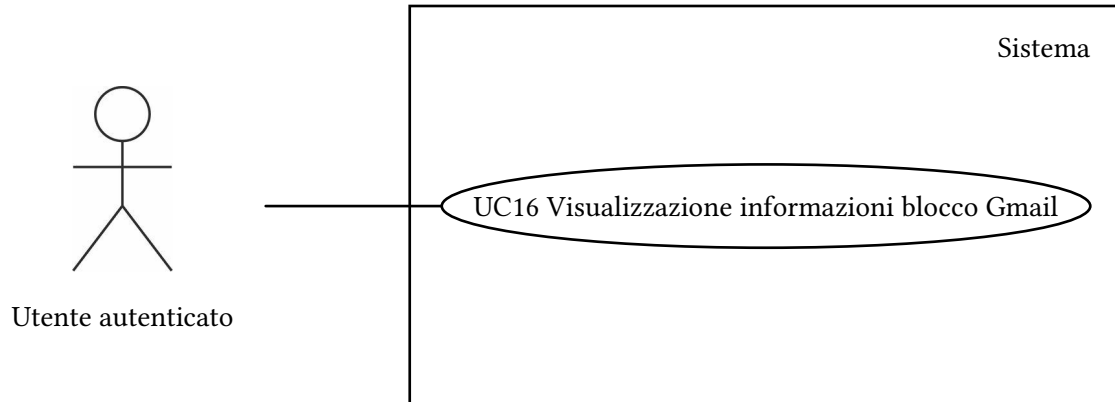 Sistema
UC16 Visualizzazione informazioni blocco Gmail
Utente autenticato